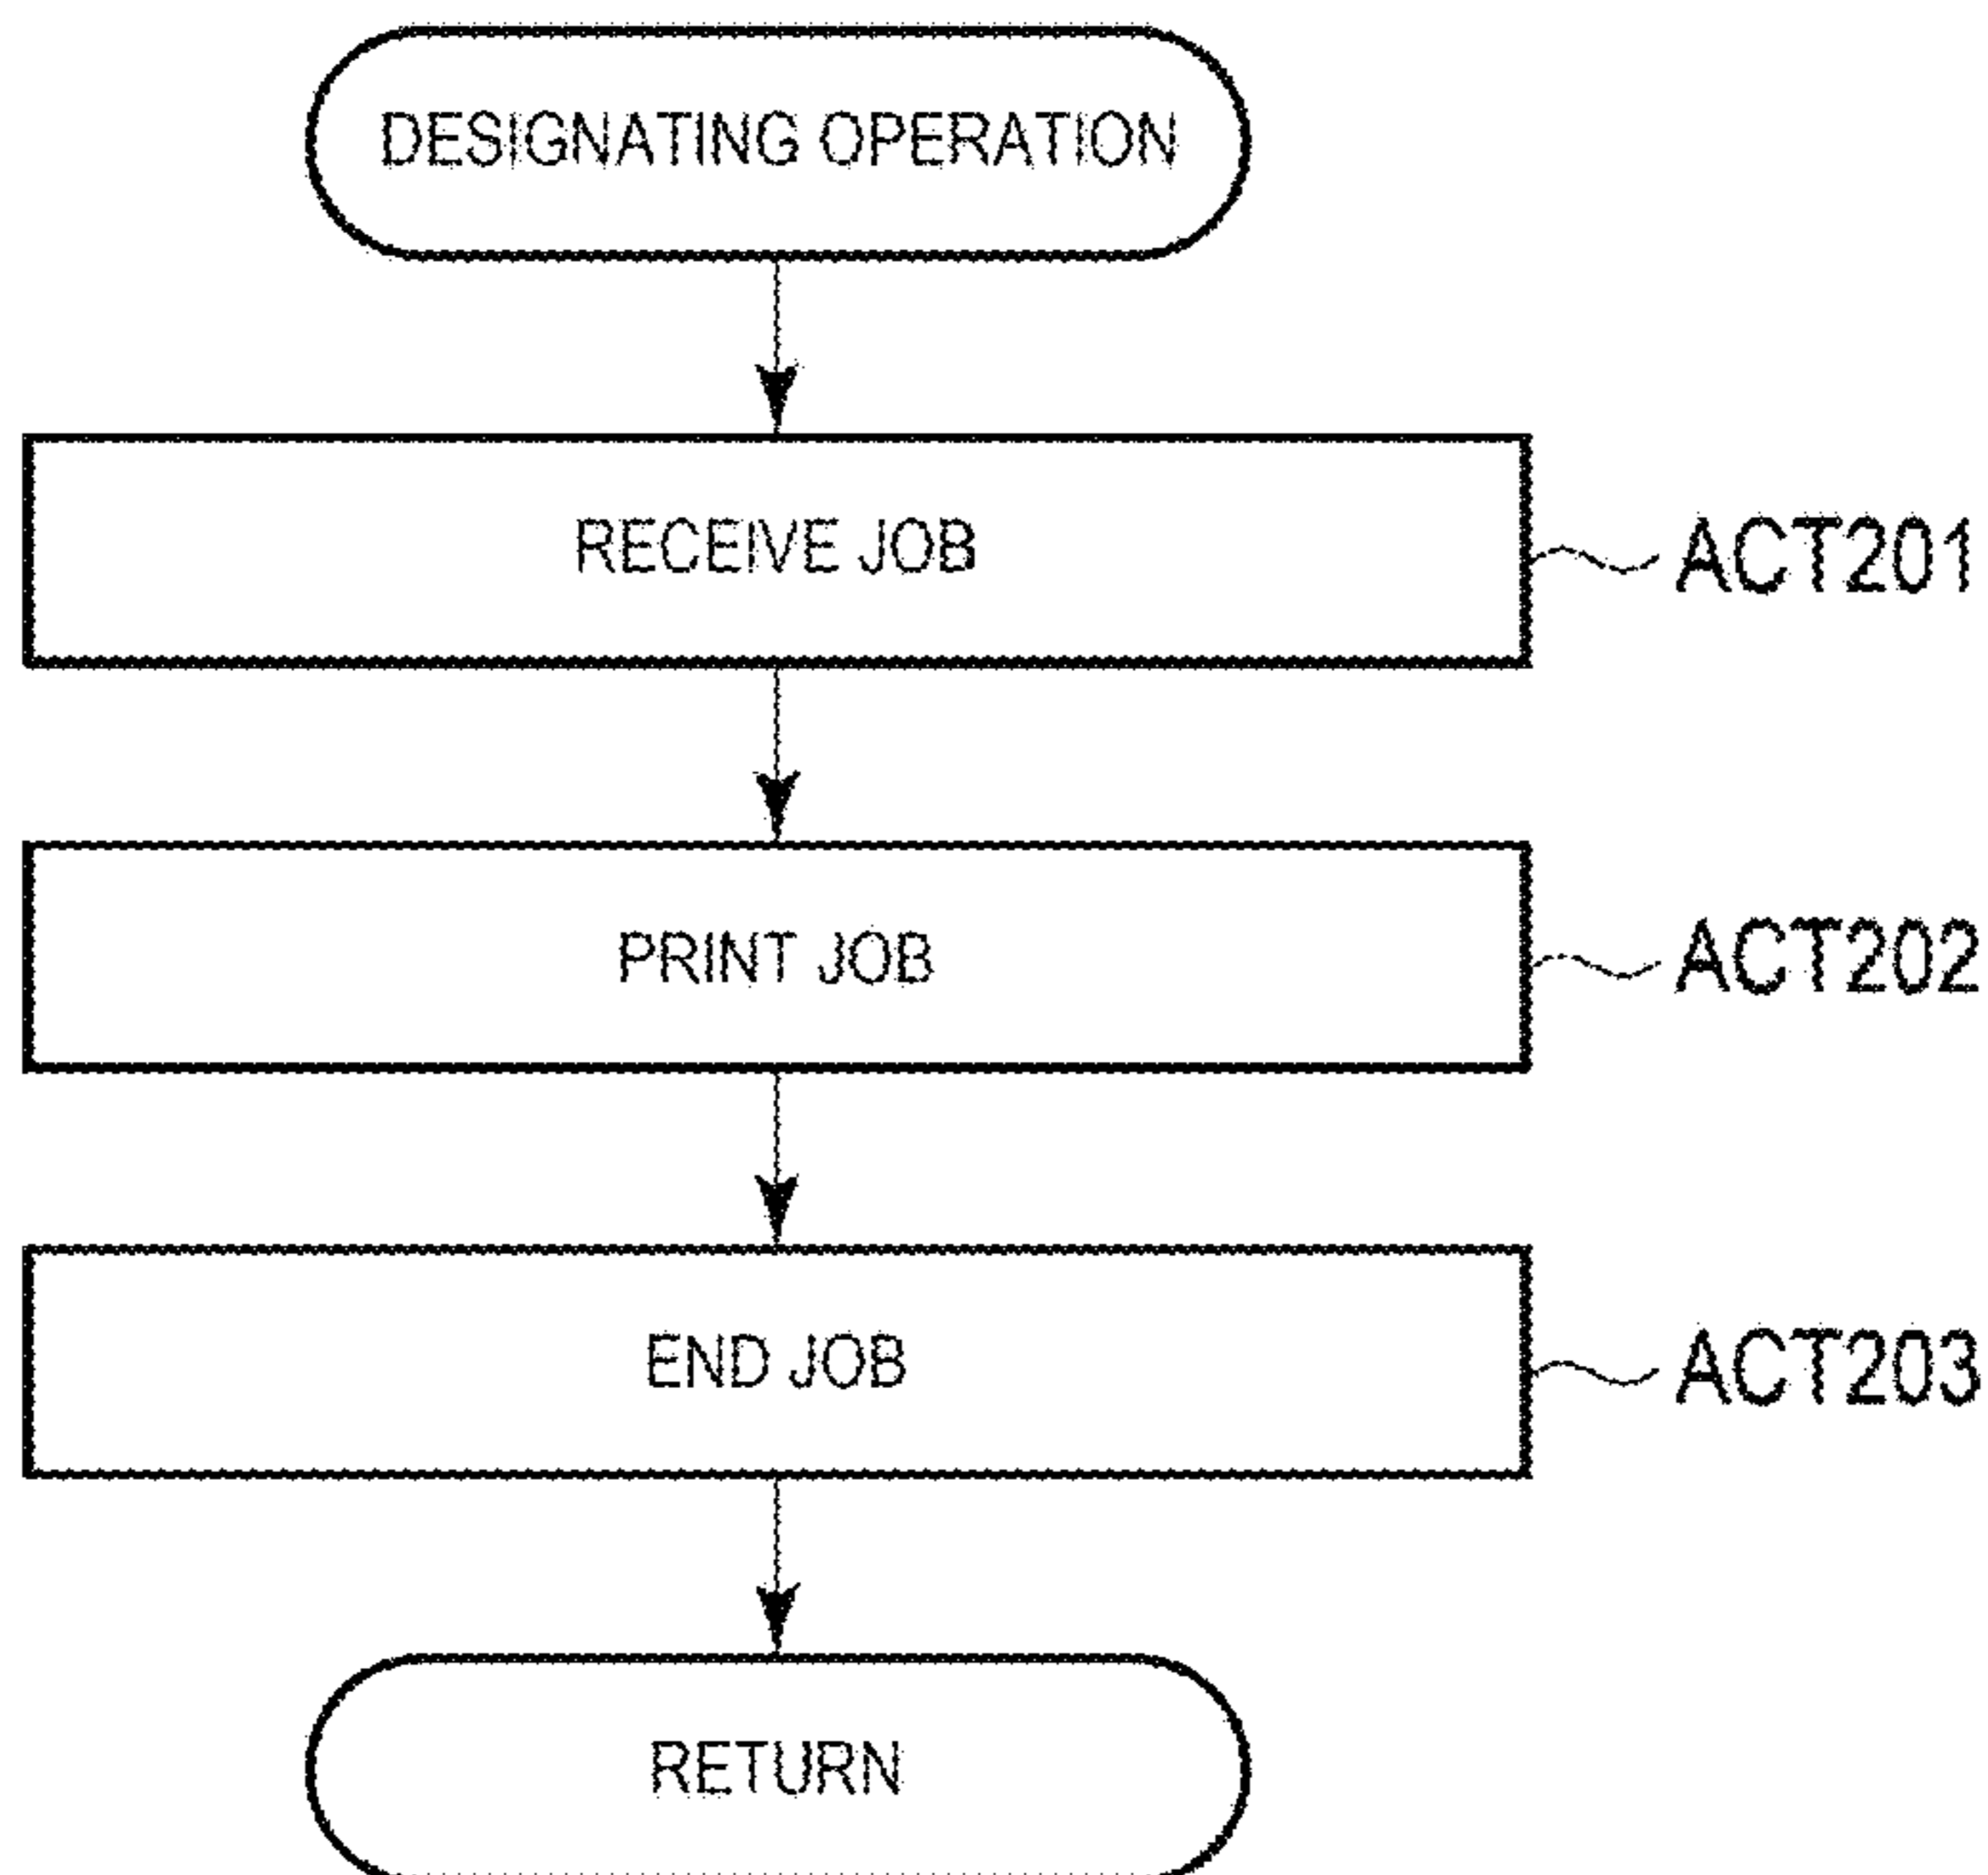 DESIGNATING OPERATION
RECEIVE JOB
ACT201
PRINT JOB
ACT202
END JOB
ACT203
RETURN